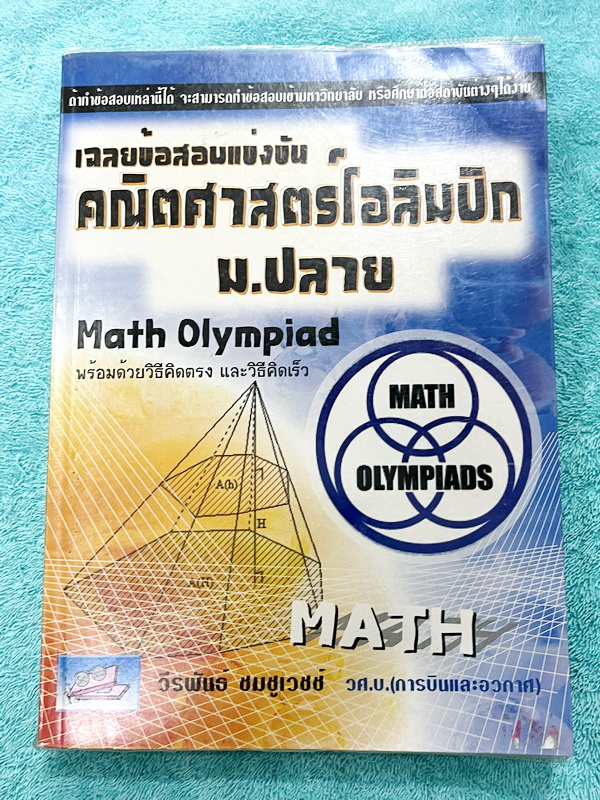 ถ้าทำข้อสอบเหล่านี้ได้ จะสามารถทำข้อสอบเข้ามหาวิทยาลัย หรือศึกษาต่อสถาบันต่างๆได้ง่าย
เฉลยข้อสอบแข่งขัน
คณิตศาสตร์โอลิมปิก
ม.ปลาย
Math Olympiad
พร้อมด้วยวิธีคิดตรง และวิธีคิดเร็ว
MATH
OLYMPIADS
A(h)
H
MATH
วีรพันธ์ ชมชูเวชช์ วศ.บ.(การบินและอวกาศ)